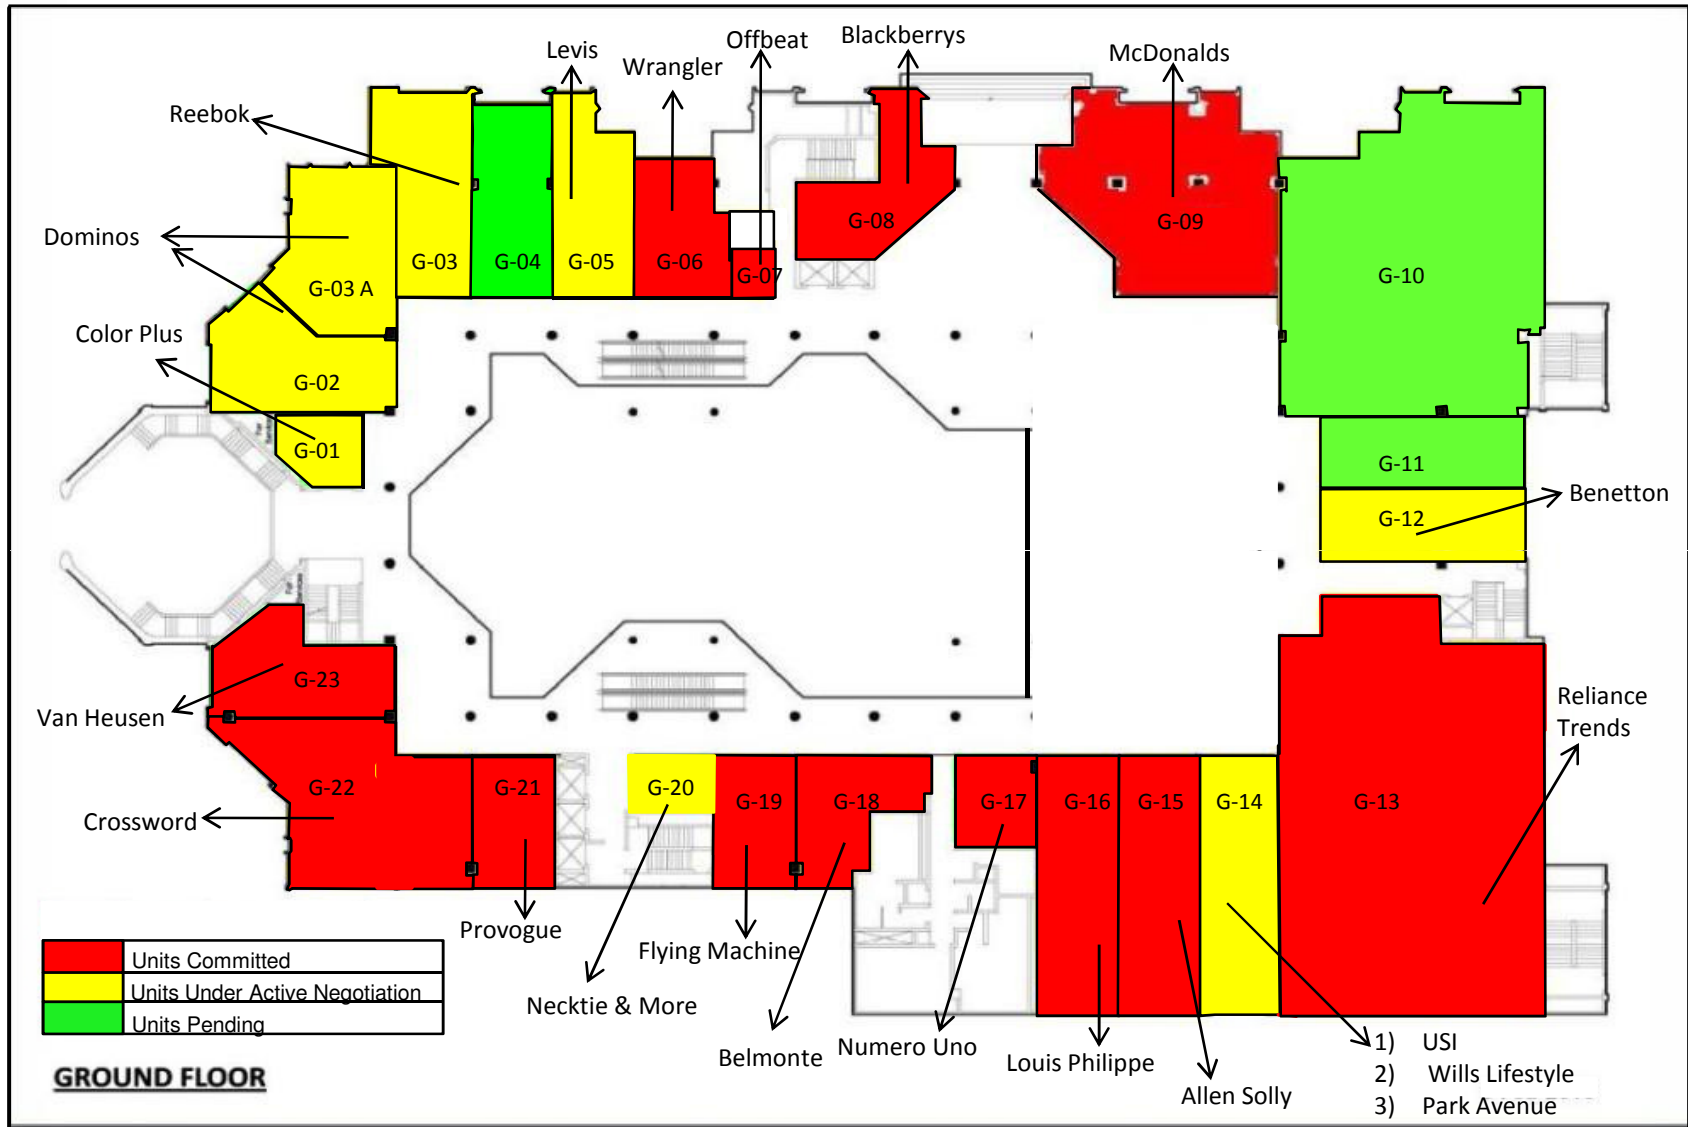 Offbeat
Blackberrys
Levis
McDonalds
Wrangler
Reebok
Dominos
G-08
G-09
G-03
G-04
G-05
G-06
G-07
G-10
G-03 A
Color Plus
G-02
G-01
G-11
Benetton
G-12
G-23
Van Heusen
Reliance
Trends
G-22
G-21
G-20
G-19
G-18
G-17
G-16
G-15
G-14
G-13
Crossword
Provogue
Flying Machine
Necktie & More
Belmonte
Numero Uno
Louis Philippe
Allen Solly
1) USI
2) Wills Lifestyle
3) Park Avenue
Units Committed
Units Under Active Negotiation
Units Pending
GROUND FLOOR